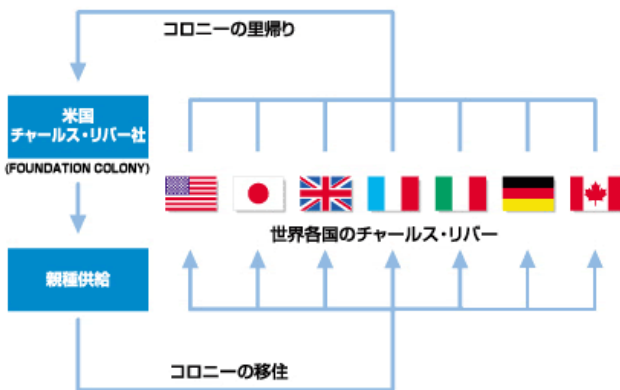 コロニーの里帰り
米国
チャールス・リバー社
(FOUNDATION COLONY)
世界各国のチャールス・リバー
親種供給
コロニーの移住